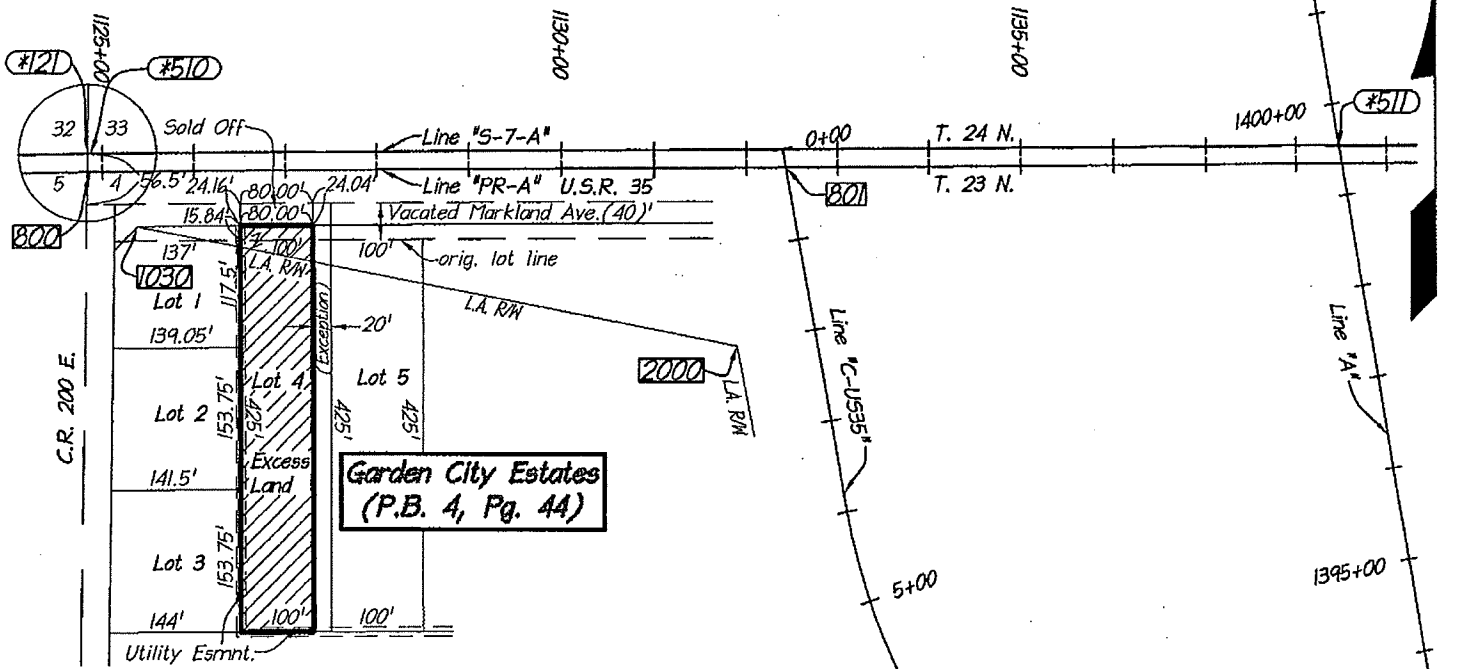 1125+00
1130+00
1135+00
*121
*510
32
33
Sold Off
Line "S-7-A"
0+00
T. 24 N.
1400+00
*511
5
4
56.5'
24.16'
80.00'
24.04'
Line "PR-A" U.S.R. 35
T. 23 N.
801
800
15.84'
80.00'
Vacated Markland Ave.(40)'
137'
100'
100'
orig. lot line
1030
L.A. R/W
Lot 1
117.5'
L.A. R/W
139.05'
(Exception)
20'
2000
L.A. R/W
Line "C-US35"
Line "A"
C.R. 200 E.
Lot 2
153.75'
Lot 4
425'
425'
Lot 5
425'
Excess
Land
141.5'
Garden City Estates
(P.B. 4, Pg. 44)
Lot 3
153.75'
5+00
1395+00
144'
100'
100'
Utility Esmnt.